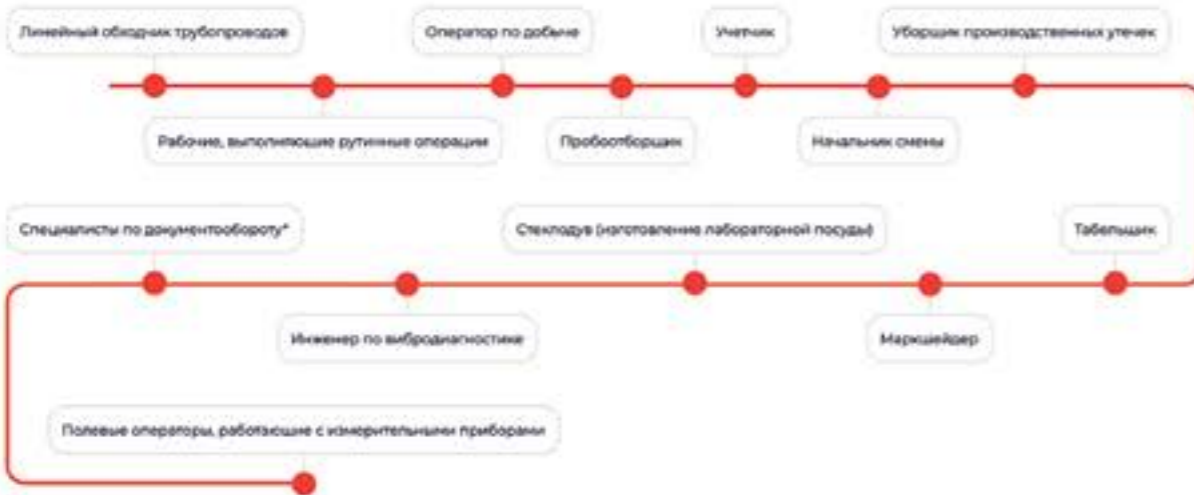 Линейный обходчик трубопроводов
Оператор по добыче
Учетчик
Уборщик производственных утечек
Рабочие, выполняющие рутинные операции
Пробоотборщик
Начальник смены
Специалисты по документообороту*
Стеклодув (изготовление лабораторной посуды)
Табельщик
Инженер по вибродиагностике
Маркшейдер
Полевые операторы, работающие с измерительными приборами